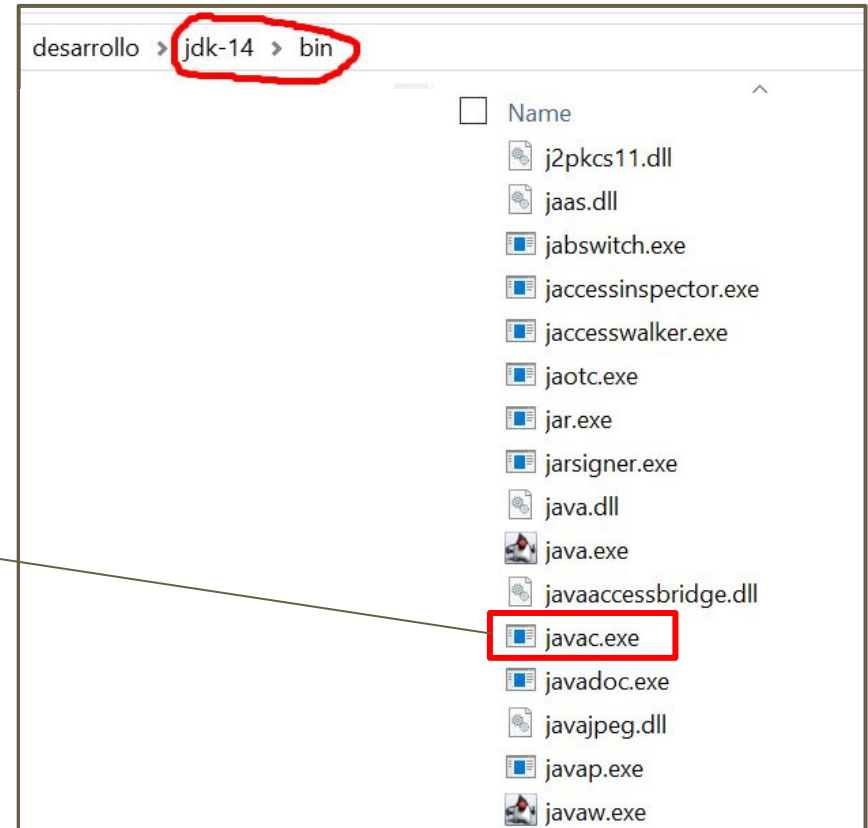 desarrollo > jdk-14 > bin
Name
j2pkcs11.dll
jaas.dll
jabswitch.exe
jaccessinspector.exe
jaccesswalker.exe
jaotc.exe
jar.exe
jarsigner.exe
java.dll
java.exe
javaaccessbridge.dll
javac.exe
javadoc.exe
javajpeg.dll
javap.exe
javaw.exe